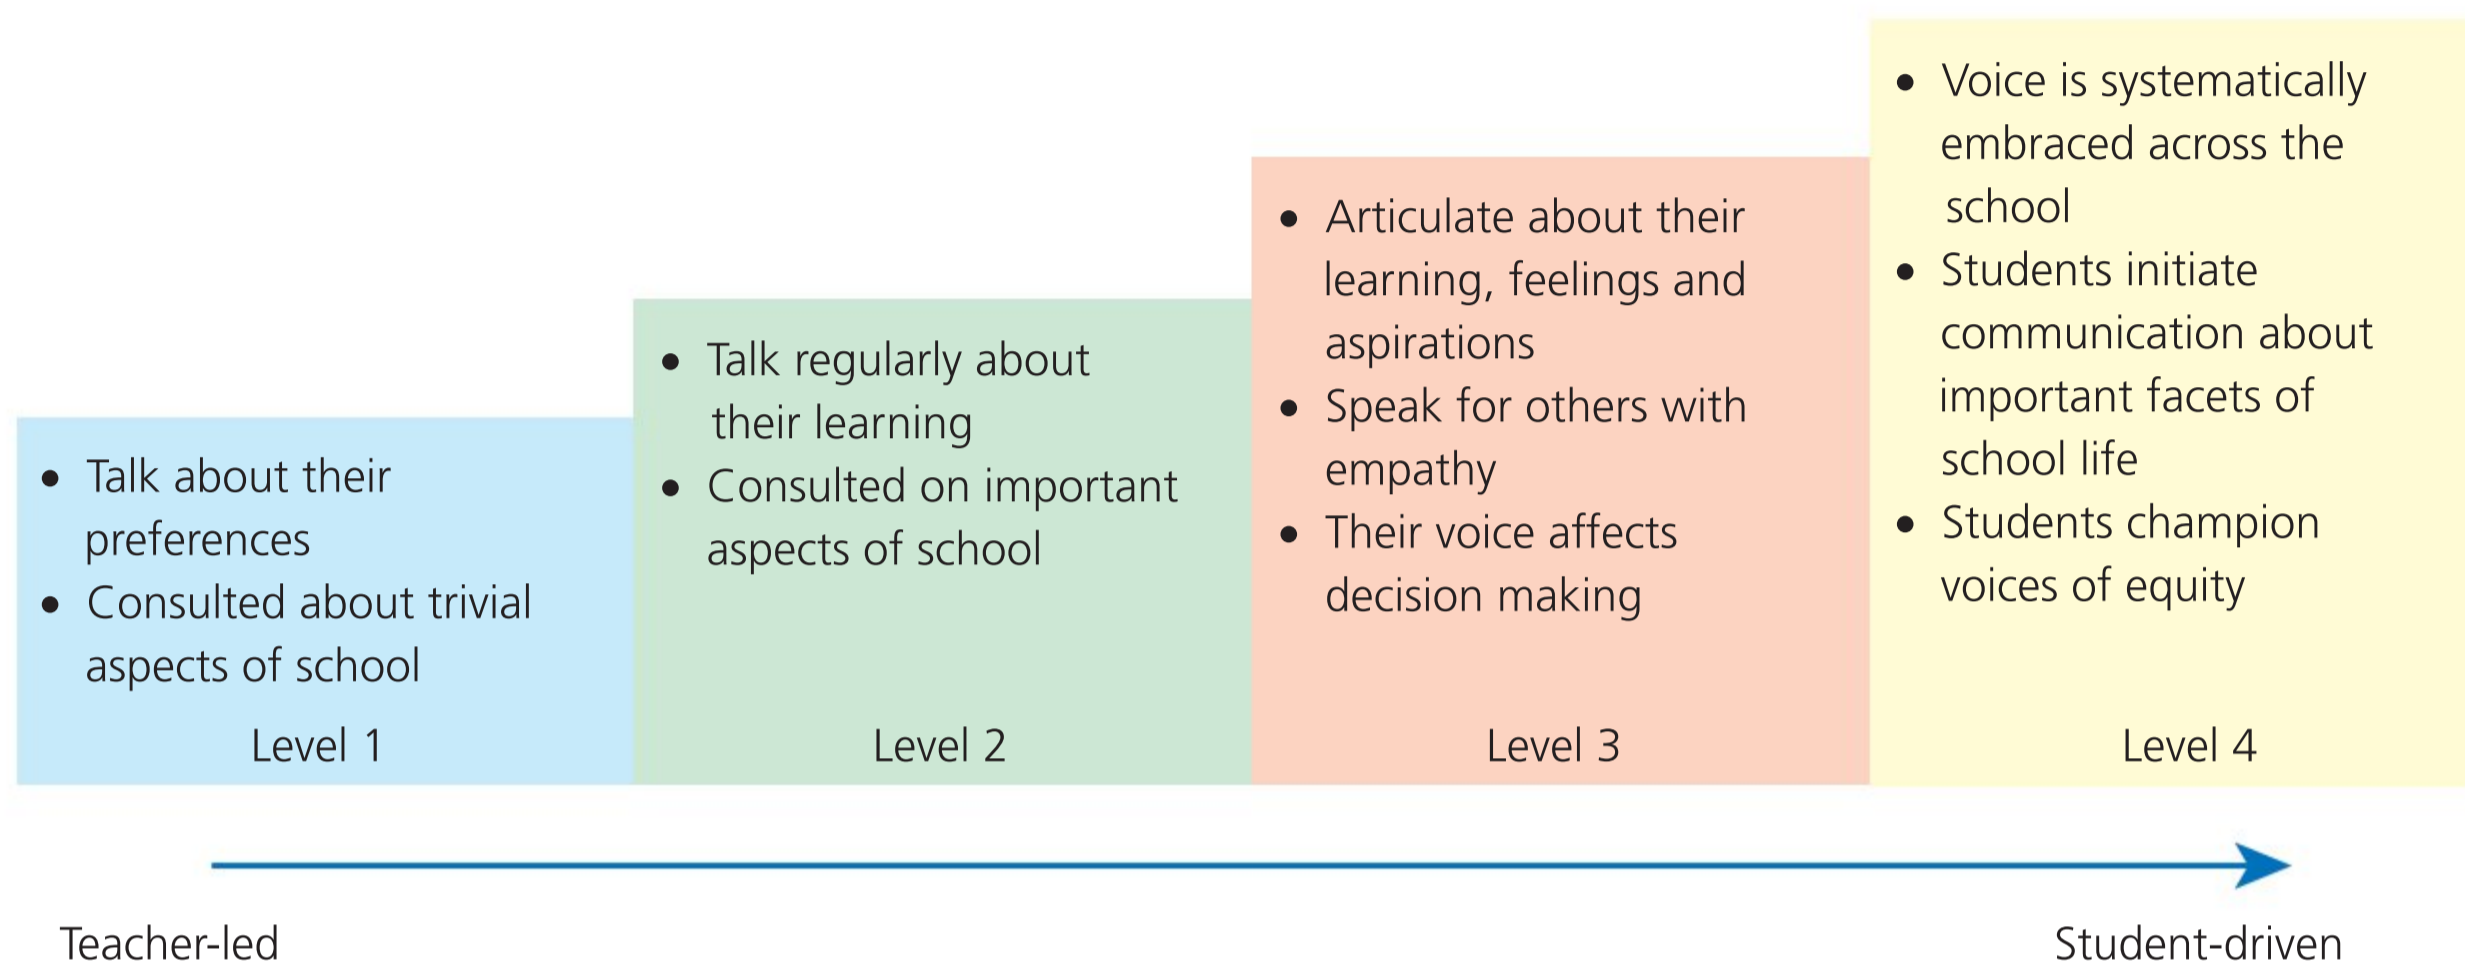 • Talk about their
preferences
• Consulted about trivial
aspects of school
Level 1
• Talk regularly about
their learning
• Consulted on important
aspects of school
Level 2
• Articulate about their
learning, feelings and
aspirations
• Speak for others with
empathy
• Their voice affects
decision making
Level 3
• Voice is systematically
embraced across the
school
• Students initiate
communication about
important facets of
school life
• Students champion
voices of equity
Level 4
Teacher-led
Student-driven